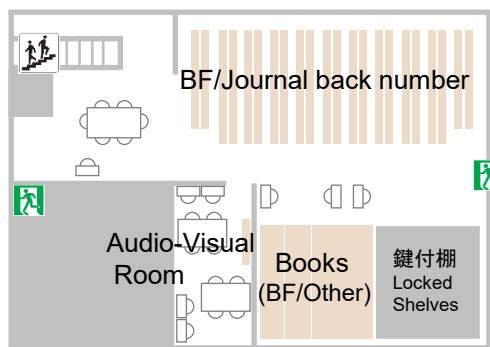 BF/Journal back number
Audio-Visual
Room
Books
(BF/Other)
鍵付棚
Locked
Shelves